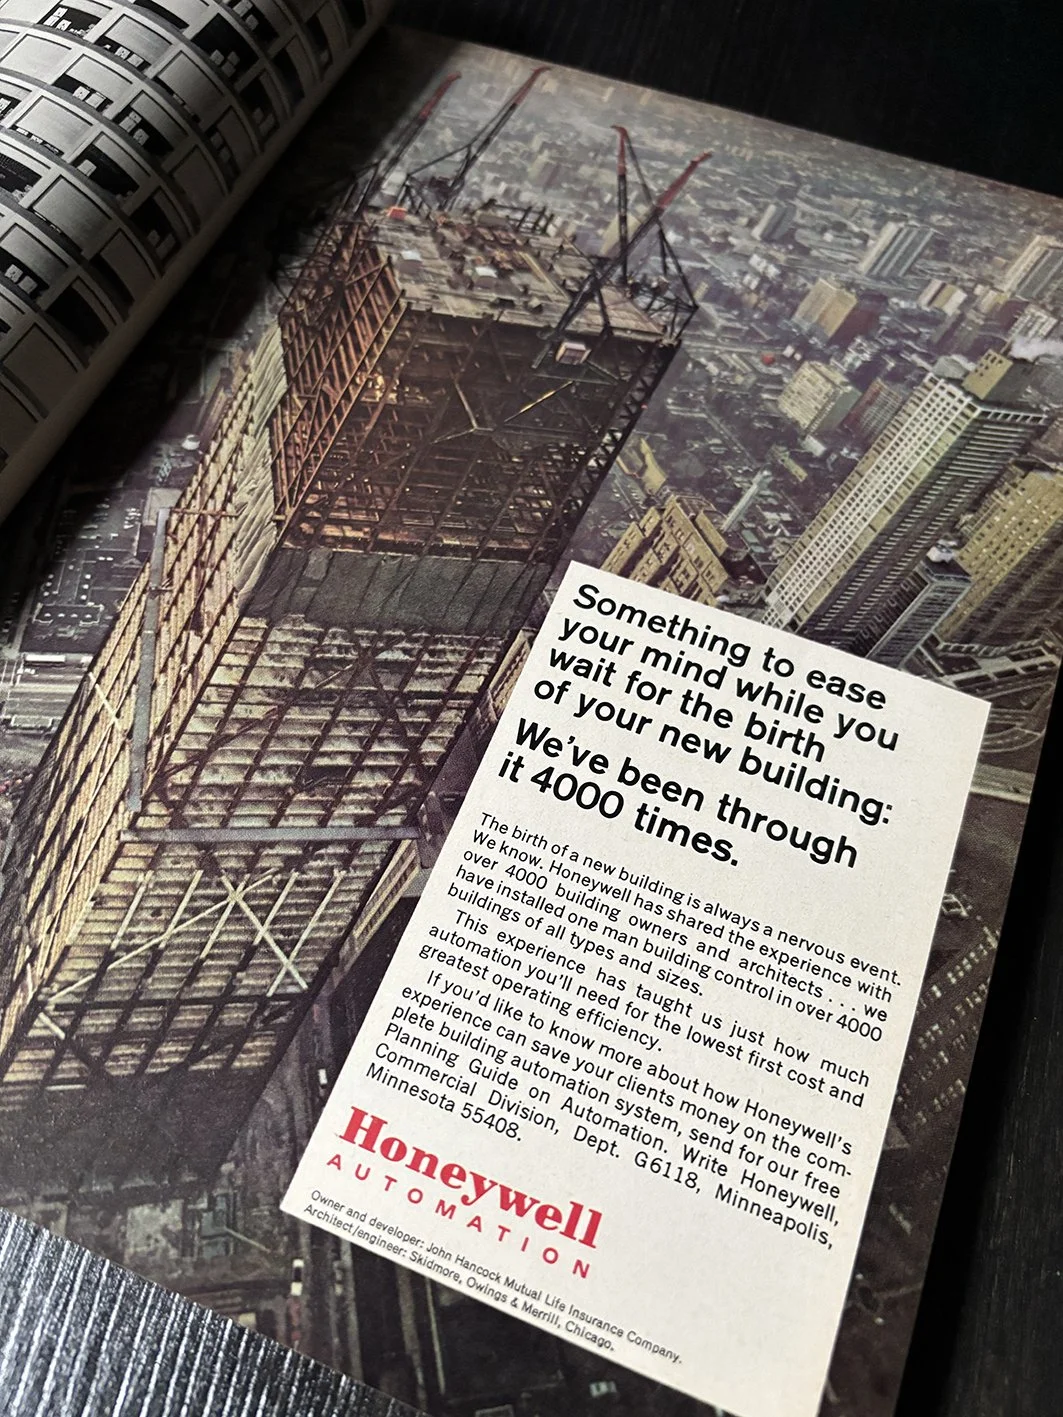 Something to ease
your mind while you
wait for the birth
of your new building:
We've been through
it 4000 times.
The birth of a new building is always a nervous event.
We know. Honeywell has shared the experience with
over 4000 building owners and architects . . . we
have installed one man building control in over 4000
buildings of all types and sizes.
This experience has taught us just how much
automation you'll need for the lowest first cost and
greatest operating efficiency.
If you'd like to know more about how Honeywell's
experience can save your clients money on the com-
plete building automation system, send for our free
Planning Guide on Automation. Write Honeywell,
Commercial Division, Dept. G6118, Minneapolis,
Minnesota 55408.
Honeywell
AUTOMATION
Owner and developer: John Hancock Mutual Life Insurance Company.
Architect/engineer: Skidmore, Owings & Merrill, Chicago.